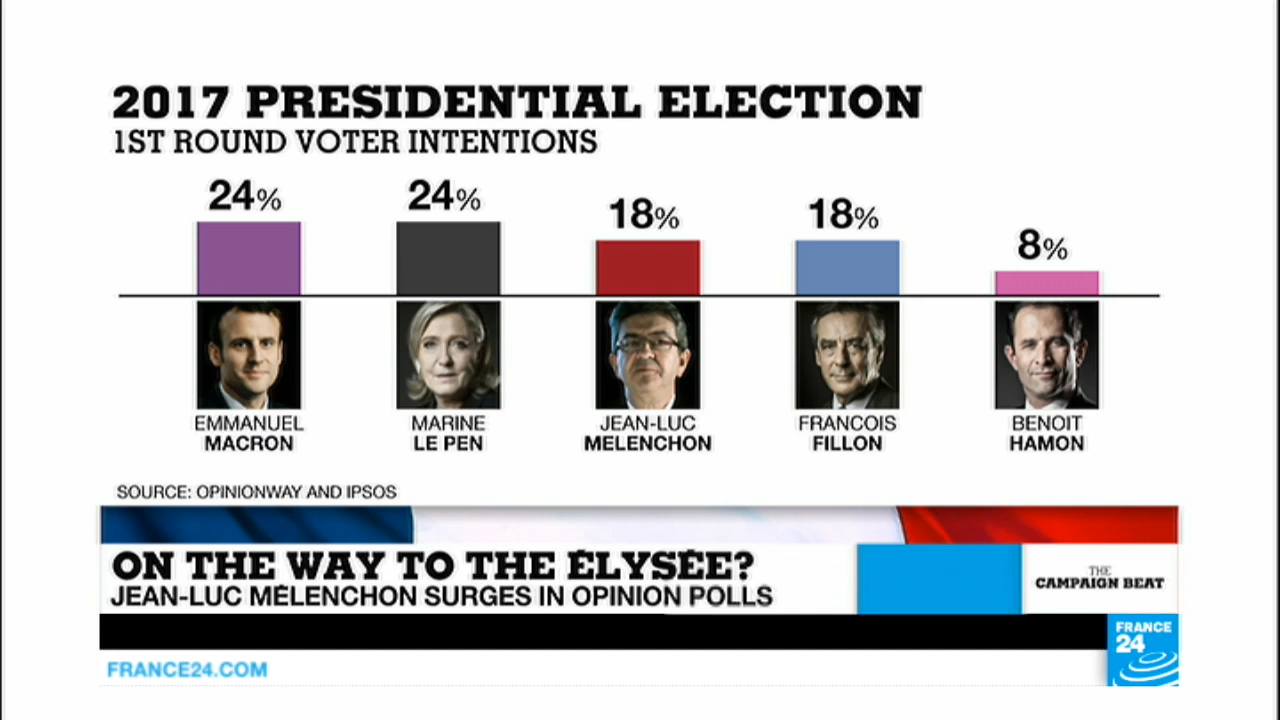 2017 PRESIDENTIAL ELECTION
1ST ROUND VOTER INTENTIONS
24% 24% 18% 18% 8%
EMMANUEL MACRON
MARINE LE PEN
JEAN-LUC MELENCHON
FRANCOIS FILLON
BENOIT HAMON
SOURCE: OPINIONWAY AND IPSOS
ON THE WAY TO THE ÉLYSÉE?
JEAN-LUC MÉLENCHON SURGES IN OPINION POLLS
THE
CAMPAIGN BEAT
FRANCE
24
FRANCE24.COM